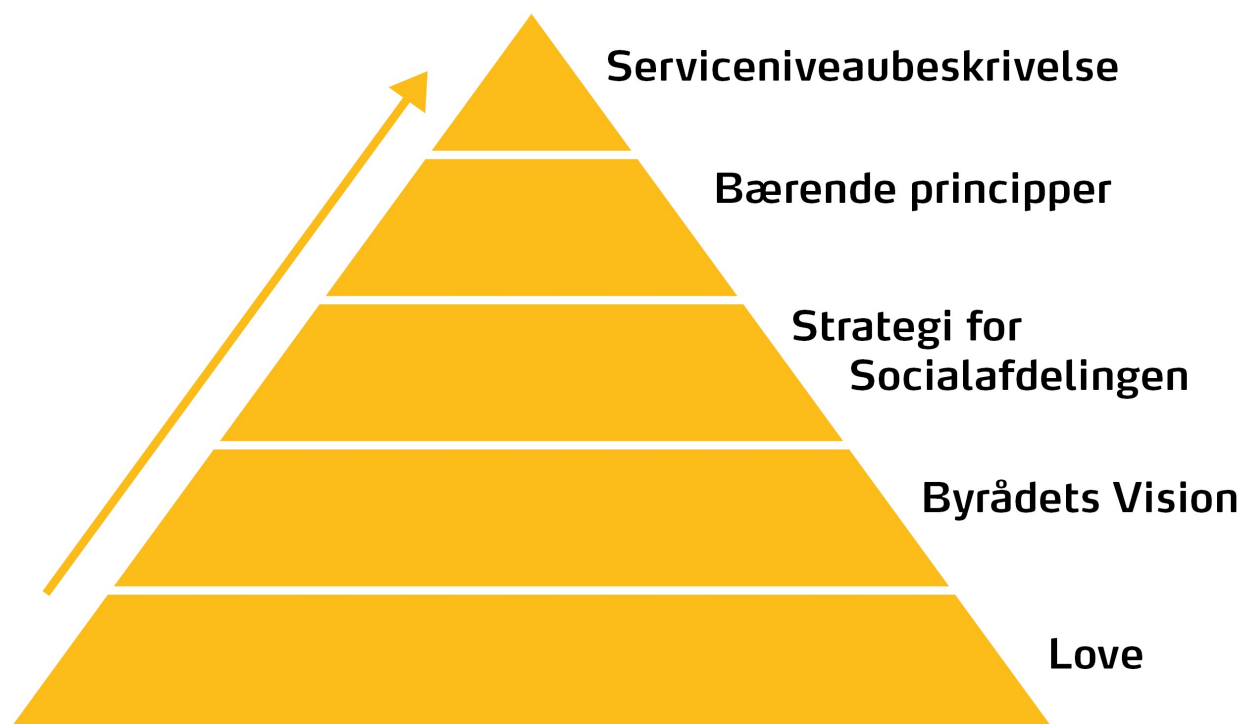 Serviceniveaubeskrivelse
Bærende principper
Strategi for
Socialafdelingen
Byrådets Vision
Love